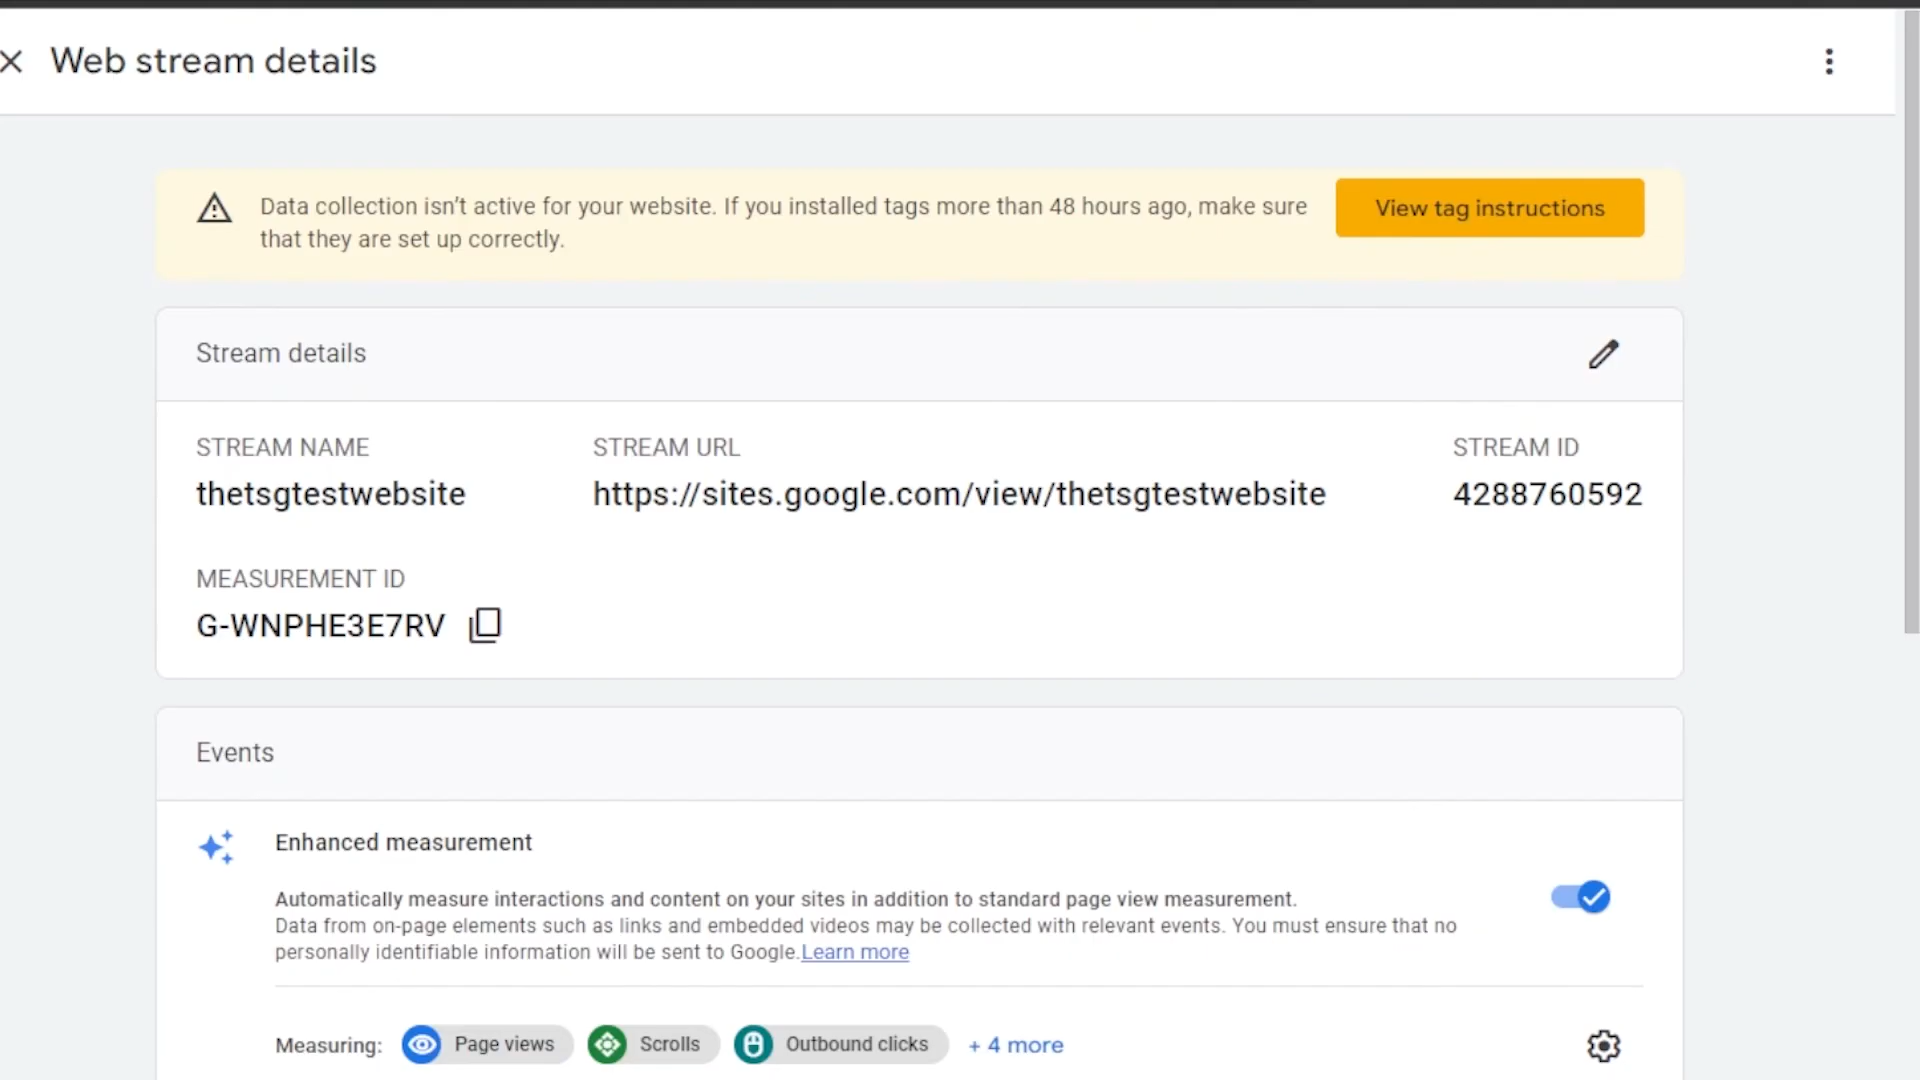 Web stream details
Data collection isn't active for your website. If you installed tags more than 48 hours ago, make sure
that they are set up correctly.
View tag instructions
Stream details
STREAM NAME
thetsgtestwebsite
STREAM URL
https://sites.google.com/view/thetsgtestwebsite
STREAM ID
4288760592
MEASUREMENT ID
G-WNPHE3E7RV
Events
Enhanced measurement
Automatically measure interactions and content on your sites in addition to standard page view measurement.
Data from on-page elements such as links and embedded videos may be collected with relevant events. You must ensure that no
personally identifiable information will be sent to Google.Learn more
Measuring: Page views Scrolls Outbound clicks + 4 more